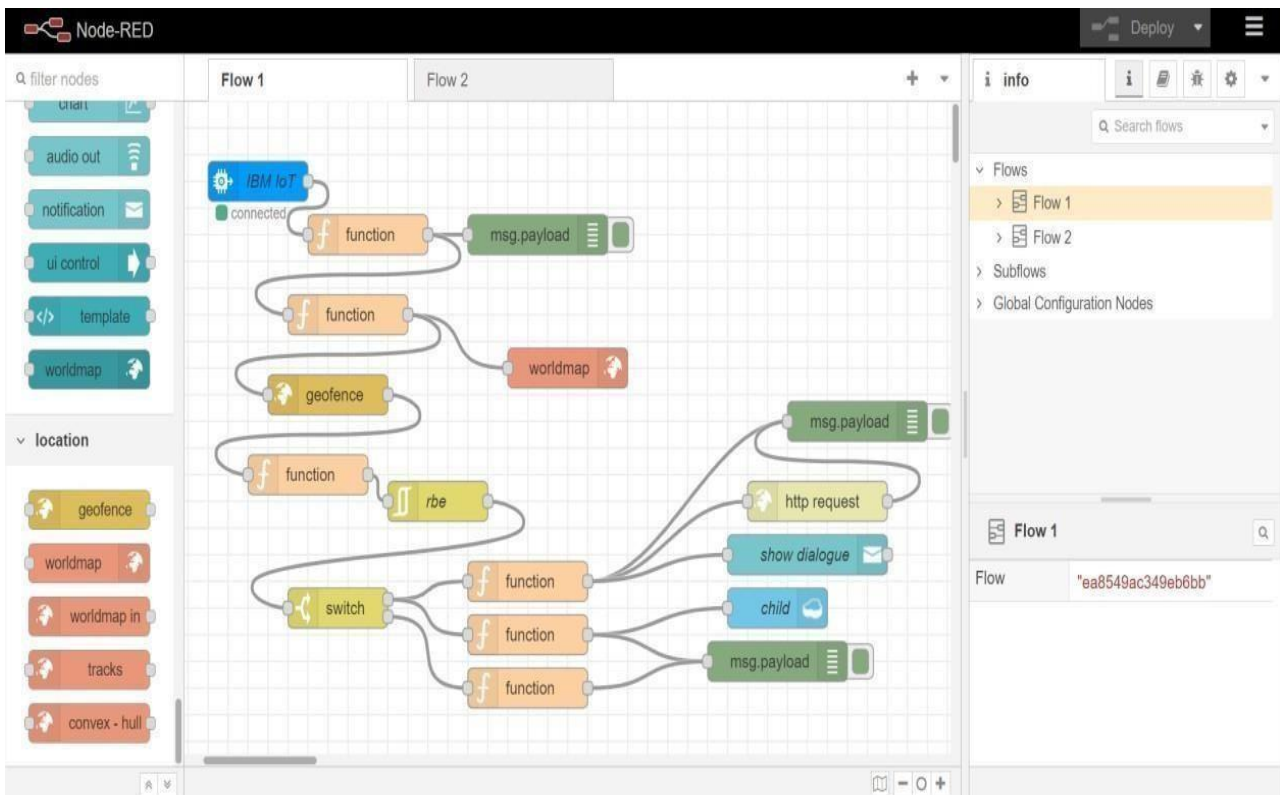 Node-RED
Deploy
filter nodes
Flow 1
Flow 2
i info
i
Search flows
chart
audio out
notification
ui control
</> template
worldmap
location
geofence
worldmap
worldmap in
tracks
convex - hull
IBM IoT
connected
function
msg.payload
function
worldmap
geofence
msg.payload
function
rbe
http request
show dialogue
function
switch
child
function
msg.payload
function
Flows
Flow 1
Flow 2
Subflows
Global Configuration Nodes
Flow 1
Flow
"ea8549ac349eb6bb"